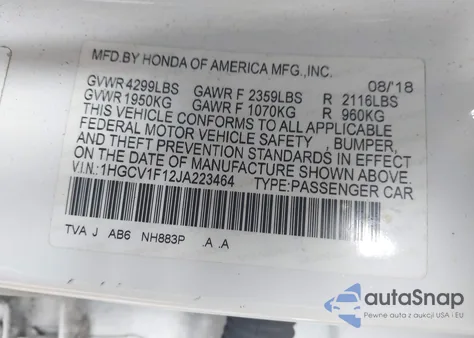 MFD.BY HONDA OF AMERICA MFG.,INC. 08/'18
GVWR 4299LBS GAWR F 2359LBS R 2116LBS
GVWR 1950KG GAWR F 1070KG R 960KG
THIS VEHICLE CONFORMS TO ALL APPLICABLE
FEDERAL MOTOR VEHICLE SAFETY , BUMPER,
AND THEFT PREVENTION STANDARDS IN EFFECT
ON THE DATE OF MANUFACTURE SHOWN ABOVE.
V.I.N.:1HGCV1F12JA223464 TYPE:PASSENGER CAR
TVA J AB6 NH883P .A .A
autoSnap
Pewne auta z aukcji USA i EU